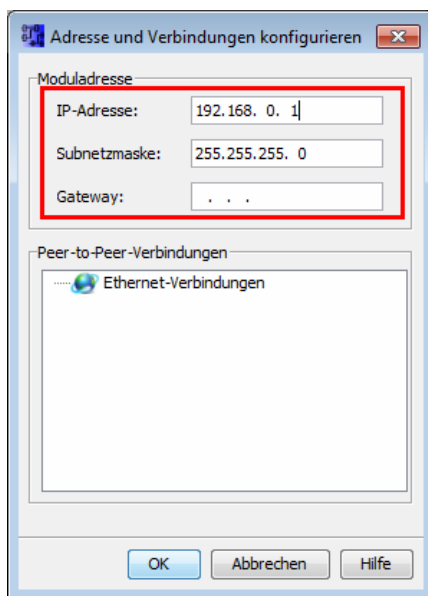 Adresse und Verbindungen konfigurieren
Moduladresse
IP-Adresse: 192.168. 0. 1
Subnetzmaske: 255.255.255. 0
Gateway: . . .
Peer-to-Peer-Verbindungen
Ethernet-Verbindungen
OK Abbrechen Hilfe